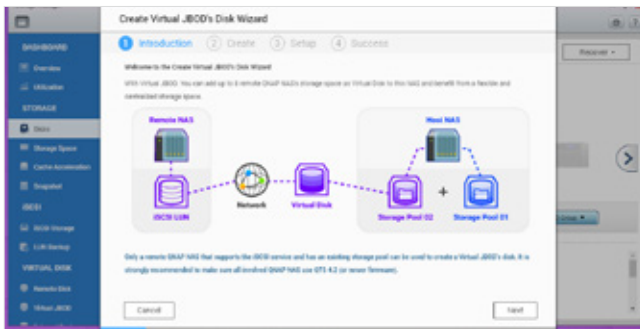 Create Virtual JBOD's Disk Wizard
1 Introduction 2 Create 3 Setup 4 Success
Welcome to the Create Virtual JBOD's Disk Wizard
With Virtual JBOD, You can add up to 8 remote QNAP NAS's storage space as Virtual Disk to this NAS and benefit from a flexible and
centralized storage space.
Remote NAS
Host NAS
iSCSI LUN
Network
Virtual Disk
Storage Pool 02
+
Storage Pool 01
Only a remote QNAP NAS that supports the iSCSI service and has an existing storage pool can be used to create a Virtual JBOD's disk. It is
strongly recommended to make sure all involved QNAP NAS use QTS 4.2 (or newer firmware).
Cancel
Next
DASHBOARD
Overview
Utilization
STORAGE
Disks
Storage Space
Cache Acceleration
Snapshot
iSCSI
iSCSI Storage
LUN Backup
VIRTUAL DISK
Remote Disk
Virtual JBOD
Recover